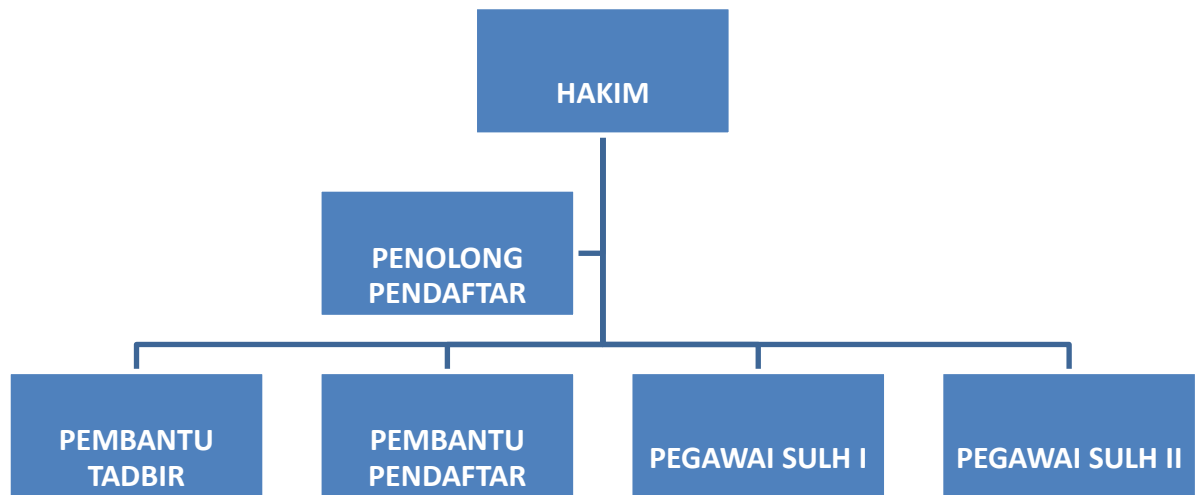 HAKIM
PENOLONG
PENDAFTAR
PEMBANTU
TADBIR
PEMBANTU
PENDAFTAR
PEGAWAI SULH I
PEGAWAI SULH II